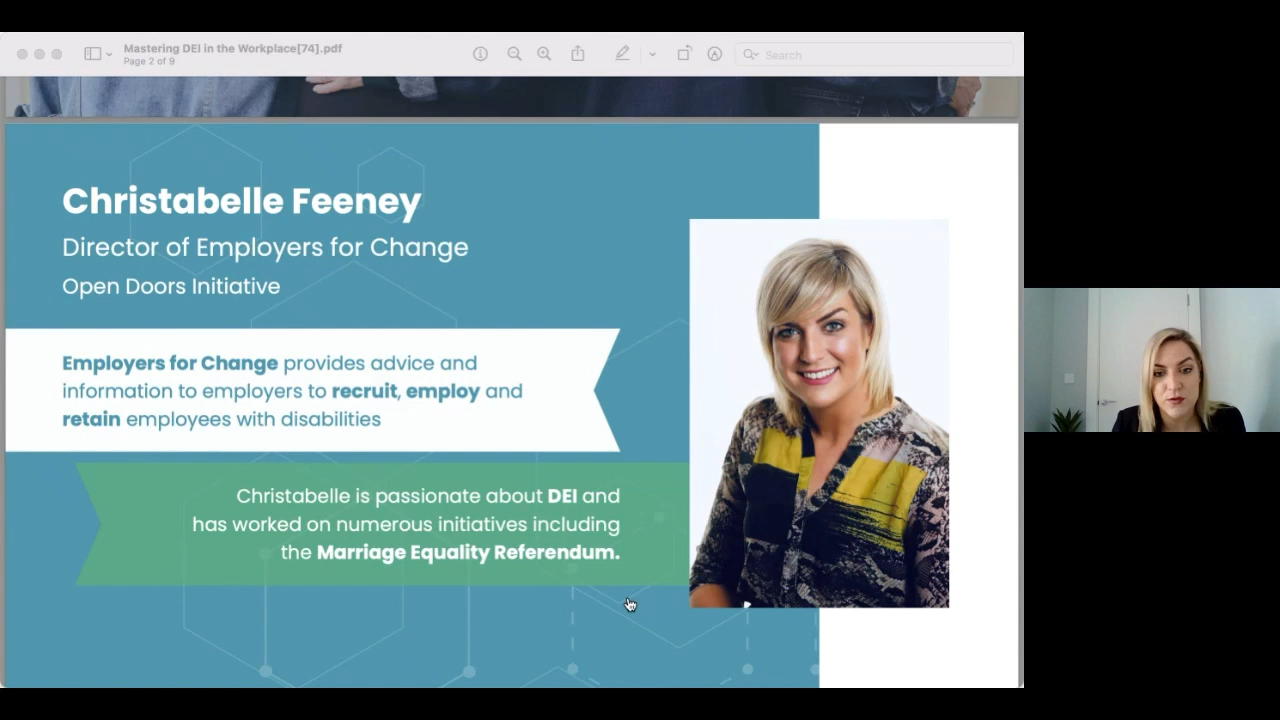 Mastering DEI in the Workplace[74].pdf
Page 2 of 9
Search
Christabelle Feeney
Director of Employers for Change
Open Doors Initiative
Employers for Change provides advice and
information to employers to recruit, employ and
retain employees with disabilities
Christabelle is passionate about DEI and
has worked on numerous initiatives including
the Marriage Equality Referendum.